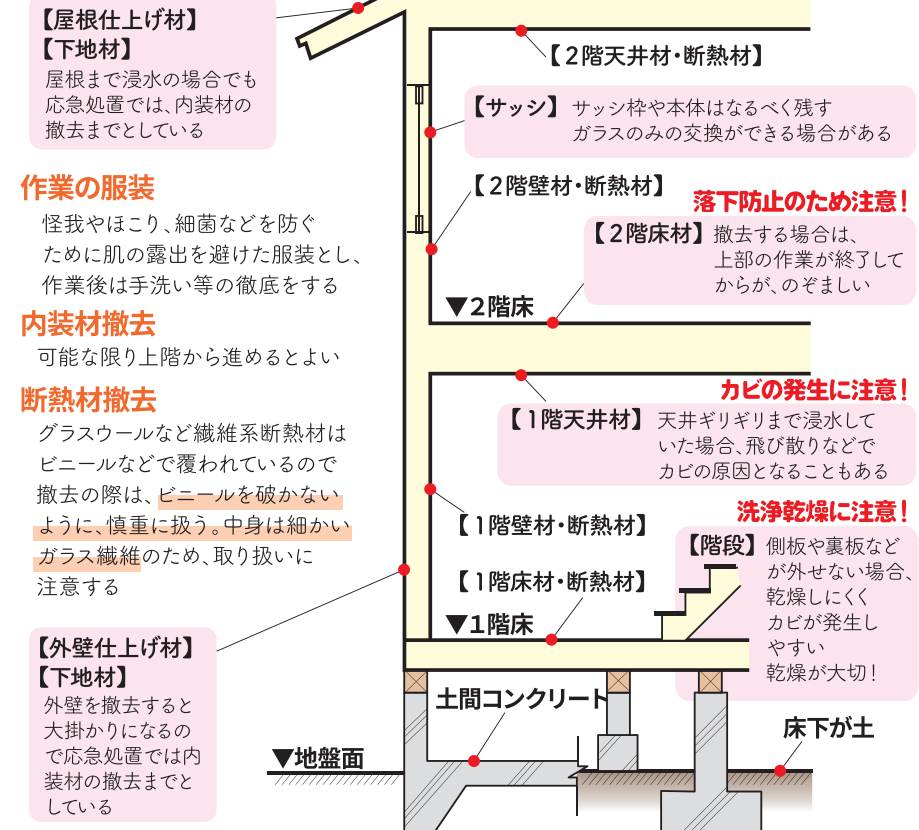 【屋根仕上げ材】
【下地材】
屋根まで浸水の場合でも
応急処置では、内装材の
撤去までとしている
作業の服装
怪我やほこり、細菌などを防ぐ
ために肌の露出を避けた服装とし、
作業後は手洗い等の徹底をする
内装材撤去
可能な限り上階から進めるとよい
断熱材撤去
グラスウールなど繊維系断熱材は
ビニールなどで覆われているので
撤去の際は、ビニールを破かない
ように、慎重に扱う。中身は細かい
ガラス繊維のため、取り扱いに
注意する
【外壁仕上げ材】
【下地材】
外壁を撤去すると
大掛かりになるの
で応急処置では内
装材の撤去までと
している
【2階天井材・断熱材】
【サッシ】 サッシ枠や本体はなるべく残す
ガラスのみの交換ができる場合がある
【2階壁材・断熱材】
落下防止のため注意!
【2階床材】 撤去する場合は、
上部の作業が終了して
からが、のぞましい
▼2階床
カビの発生に注意!
【1階天井材】 天井ギリギリまで浸水して
いた場合、飛び散りなどで
カビの原因となることもある
【1階壁材・断熱材】
【1階床材・断熱材】
▼1階床
洗浄乾燥に注意!
【階段】 側板や裏板など
が外せない場合、
乾燥しにくく
カビが発生し
やすい
乾燥が大切!
土間コンクリート
▼地盤面
床下が土